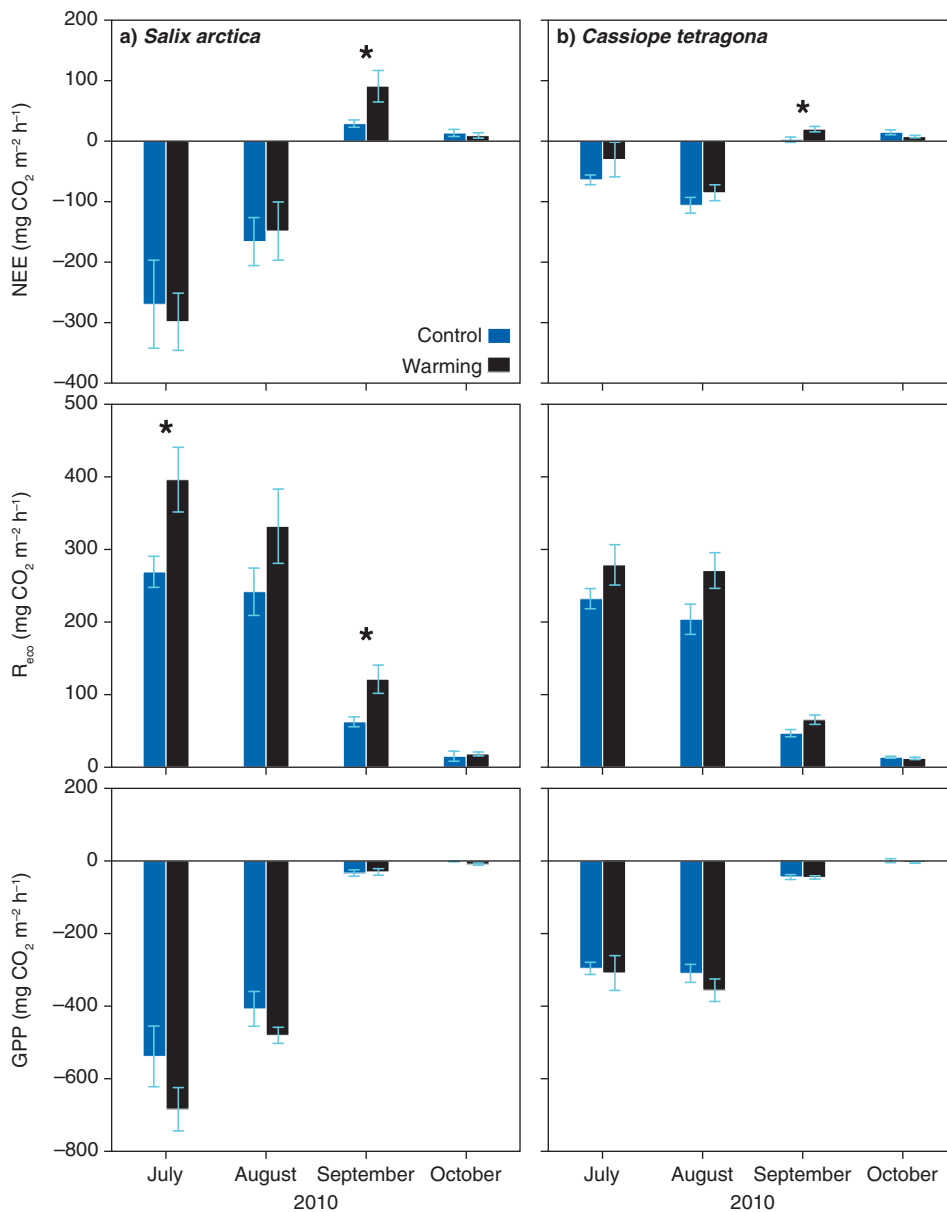 a) Salix arctica
b) Cassiope tetragona
NEE (mg CO₂ m⁻² h⁻¹)
200
100
0
−100
−200
−300
−400
*
*
Control
Warming
R_eco (mg CO₂ m⁻² h⁻¹)
500
400
300
200
100
0
*
*
GPP (mg CO₂ m⁻² h⁻¹)
200
0
−200
−400
−600
−800
July August September October
July August September October
2010
2010